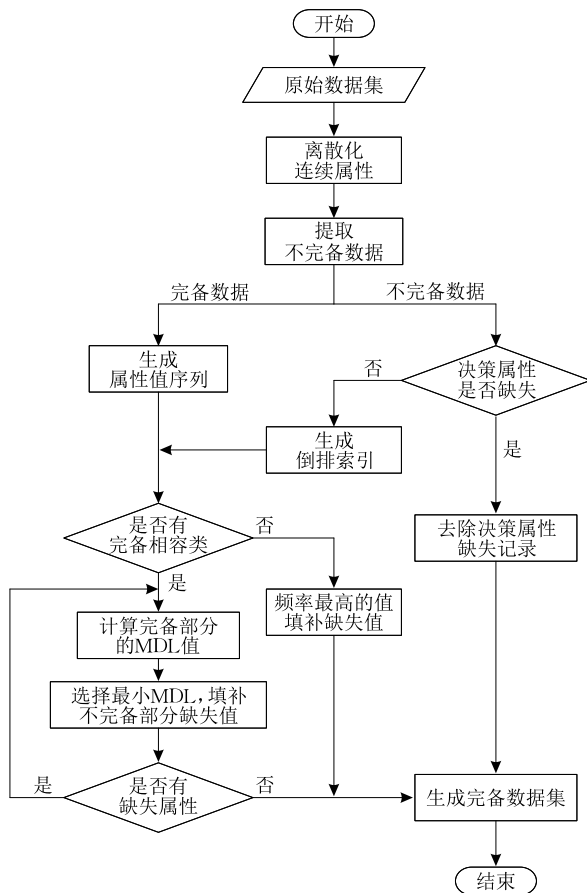 开始
原始数据集
离散化
连续属性
提取
不完备数据
完备数据
不完备数据
生成
属性值序列
决策属性
是否缺失
否
生成
倒排索引
是
是否有
完备相容类
否
去除决策属性
缺失记录
是
频率最高的值
填补缺失值
计算完备部分
的MDL值
选择最小MDL,填补
不完备部分缺失值
是
是否有
缺失属性
否
生成完备数据集
结束